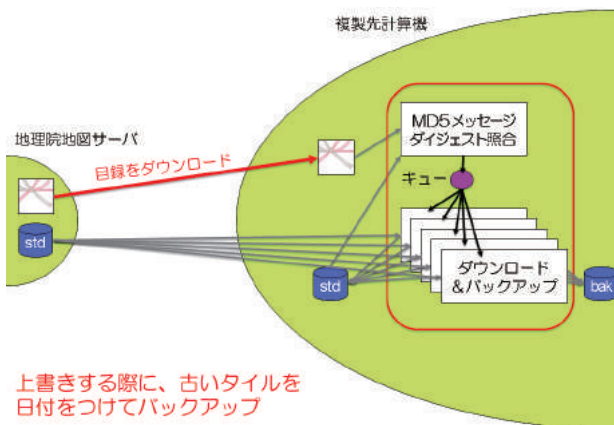 複製先計算機
地理院地図サーバ
MD5メッセージ
ダイジェスト照合
目録をダウンロード
キュー
std
std
ダウンロード
&バックアップ
bak
上書きする際に、古いタイルを
日付をつけてバックアップ